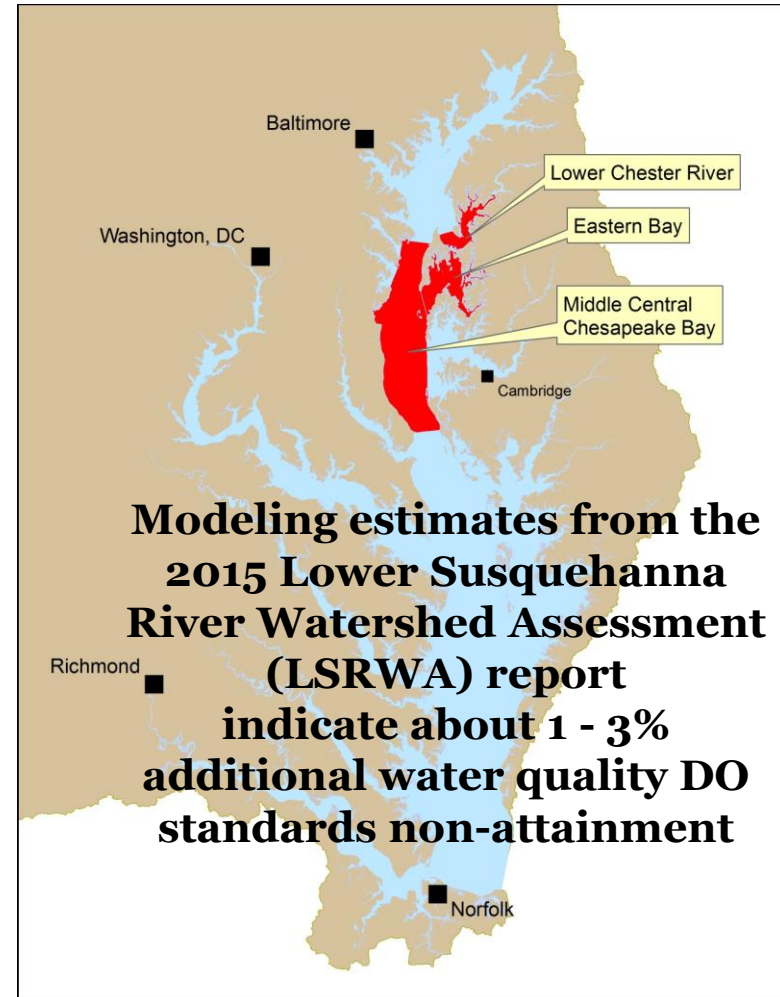 Baltimore
Lower Chester River
Washington, DC
Eastern Bay
Middle Central
Chesapeake Bay
Cambridge
Modeling estimates from the
2015 Lower Susquehanna
River Watershed Assessment
(LSRWA) report
Richmond
indicate about 1 - 3%
additional water quality DO
standards non-attainment
Norfolk